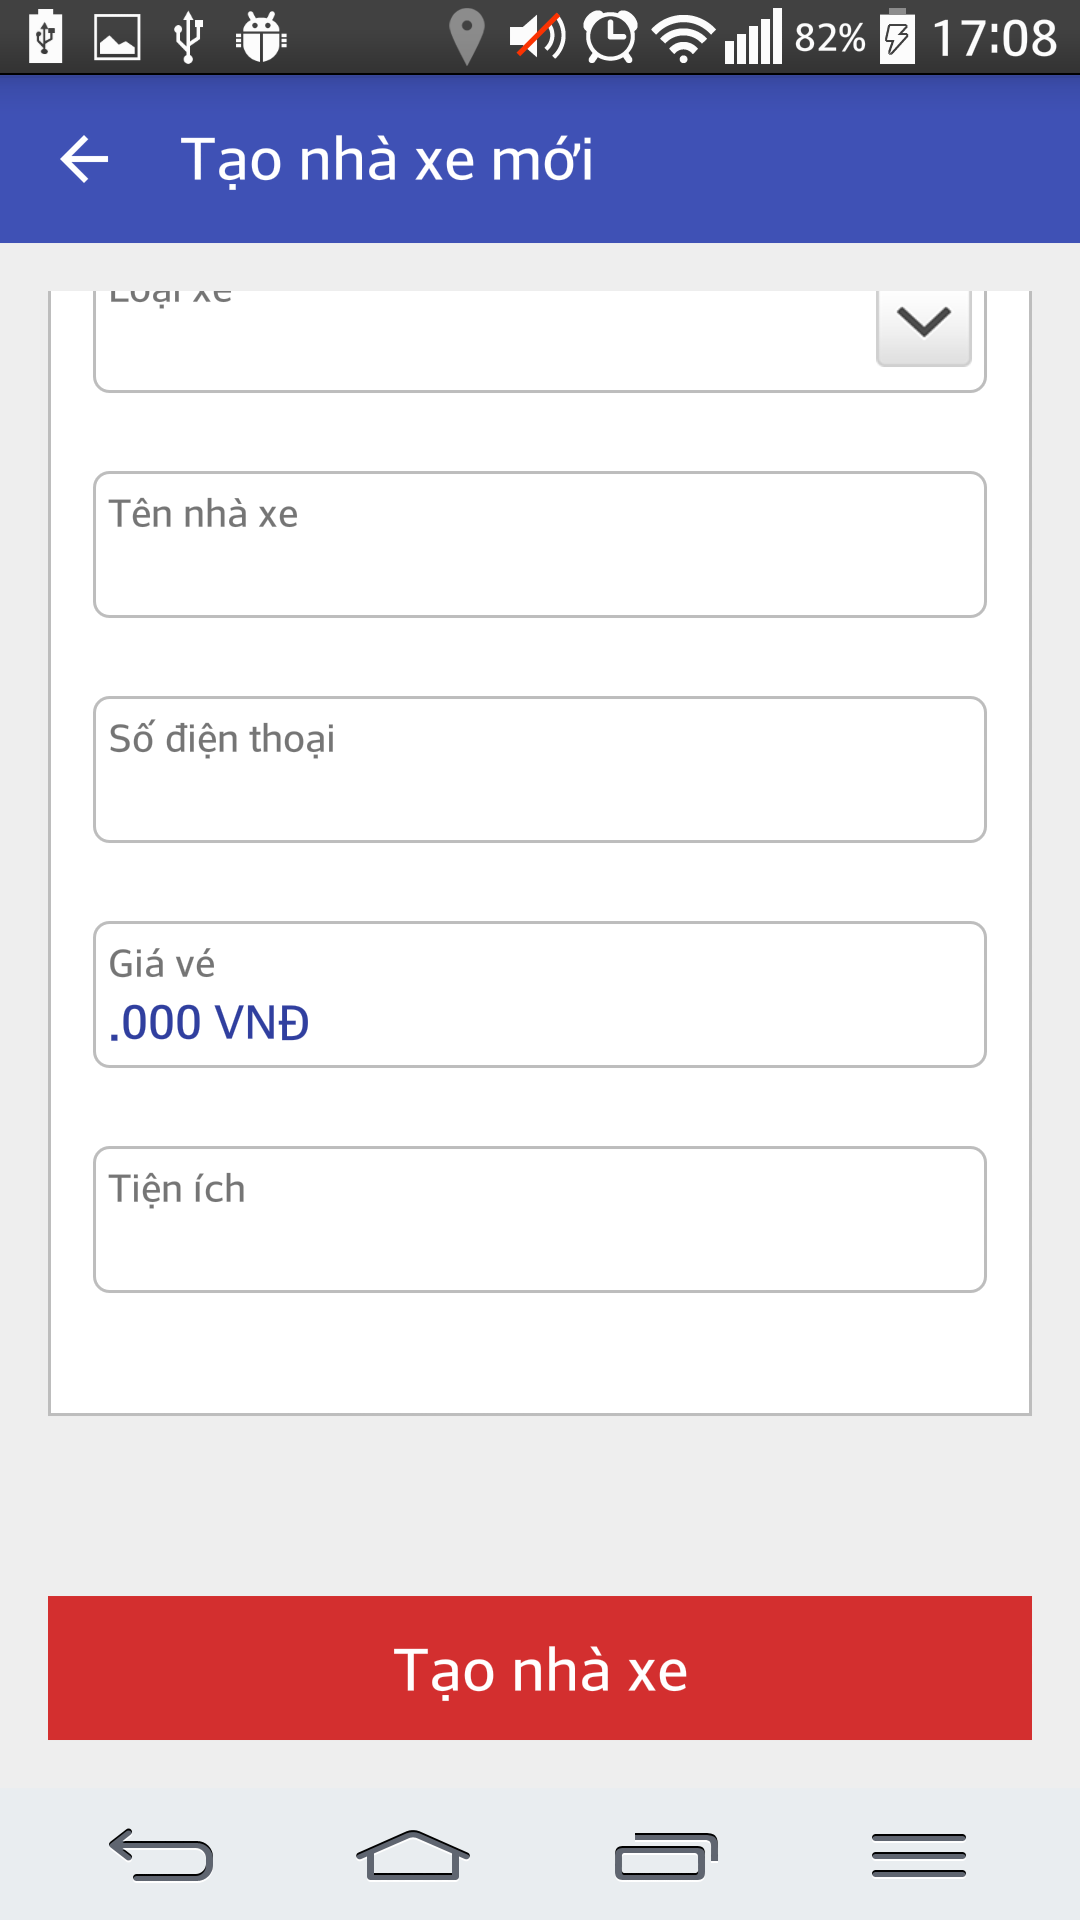 82% 17:08
Tạo nhà xe mới
Loại xe
Tên nhà xe
Số điện thoại
Giá vé
.000 VNĐ
Tiện ích
Tạo nhà xe